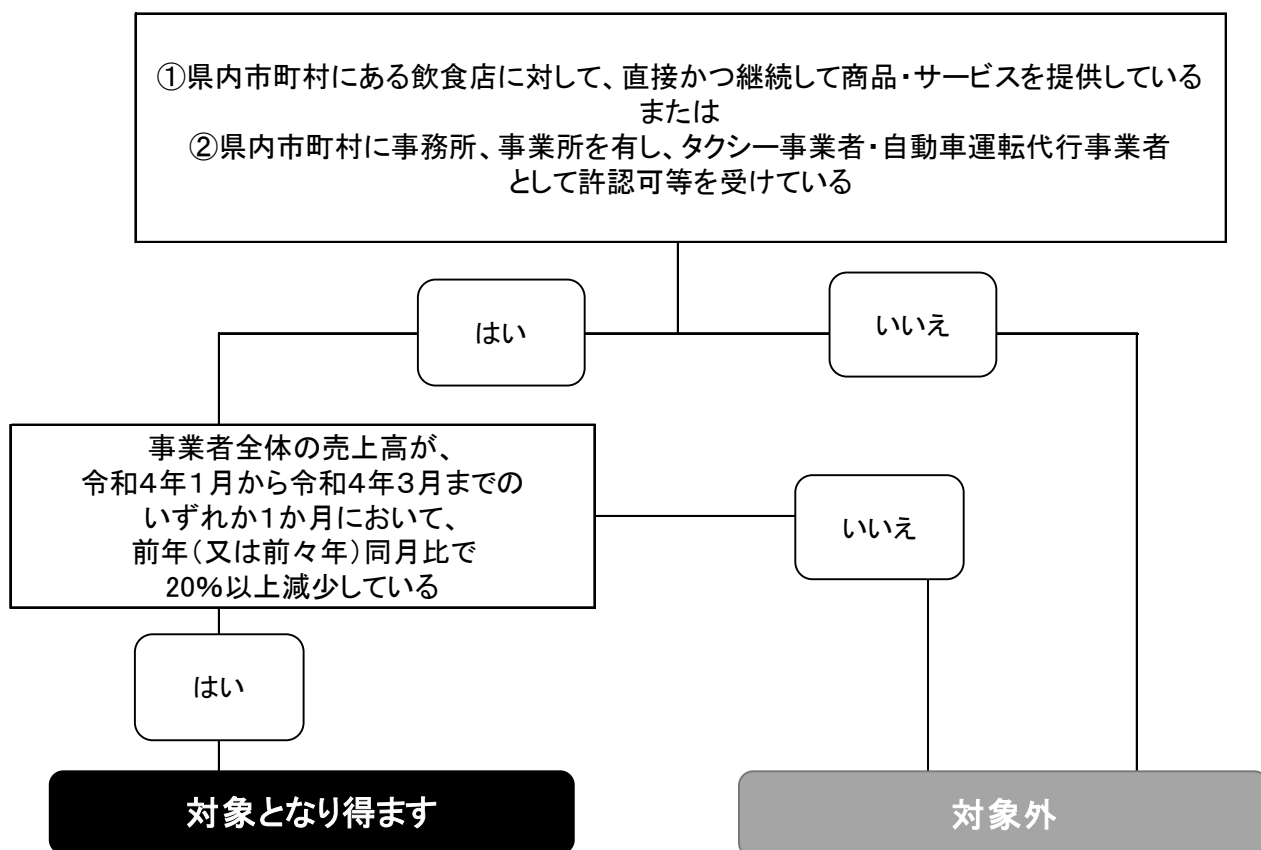 ①県内市町村にある飲食店に対して、直接かつ継続して商品・サービスを提供している
または
②県内市町村に事務所、事業所を有し、タクシー事業者・自動車運転代行事業者
として許認可等を受けている
はい
いいえ
事業者全体の売上高が、
令和4年1月から令和4年3月までの
いずれか1か月において、
前年(又は前々年)同月比で
20%以上減少している
いいえ
はい
対象となり得ます
対象外